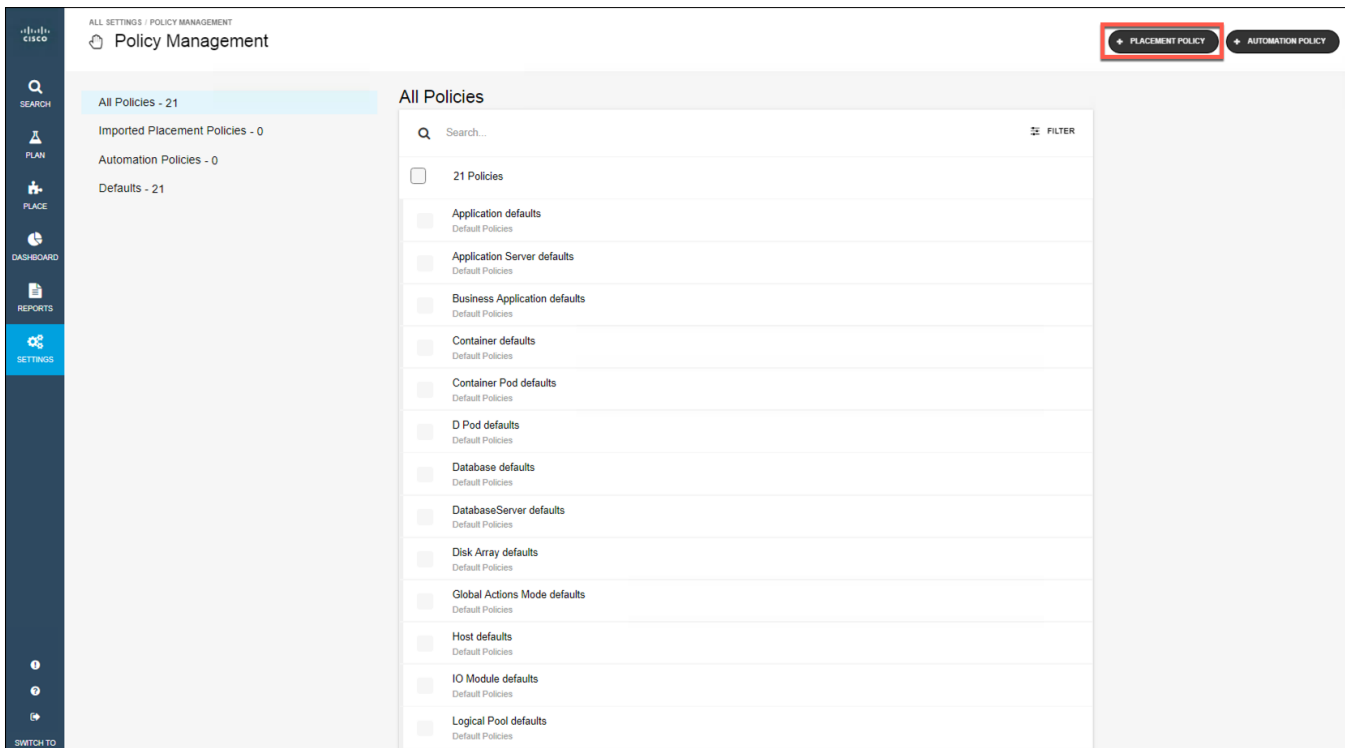 CISCO
ALL SETTINGS / POLICY MANAGEMENT
Policy Management
+ PLACEMENT POLICY
+ AUTOMATION POLICY
SEARCH
PLAN
PLACE
DASHBOARD
REPORTS
SETTINGS
SWITCH TO
All Policies - 21
Imported Placement Policies - 0
Automation Policies - 0
Defaults - 21
All Policies
Search...
FILTER
21 Policies
Application defaults
Default Policies
Application Server defaults
Default Policies
Business Application defaults
Default Policies
Container defaults
Default Policies
Container Pod defaults
Default Policies
D Pod defaults
Default Policies
Database defaults
Default Policies
DatabaseServer defaults
Default Policies
Disk Array defaults
Default Policies
Global Actions Mode defaults
Default Policies
Host defaults
Default Policies
IO Module defaults
Default Policies
Logical Pool defaults
Default Policies